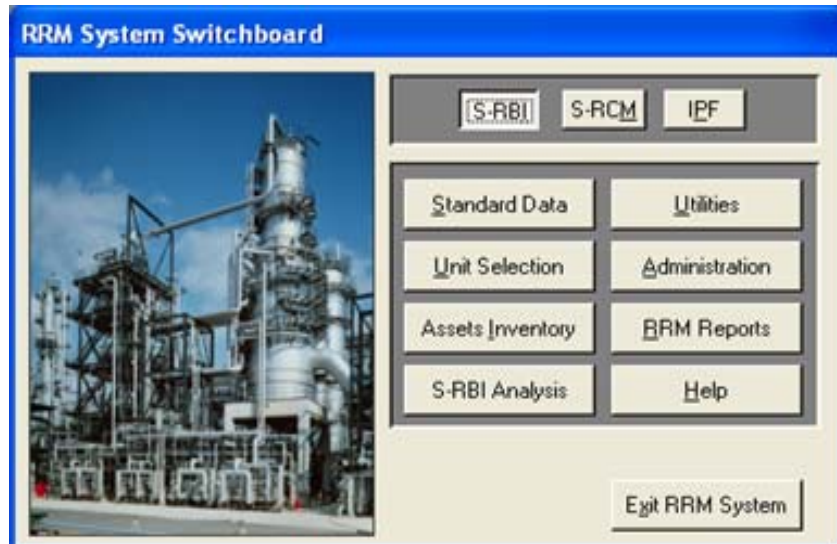 RRM System Switchboard
S-RBI S-RCM IPF
Standard Data Utilities
Unit Selection Administration
Assets Inventory RRM Reports
S-RBI Analysis Help
Exit RRM System